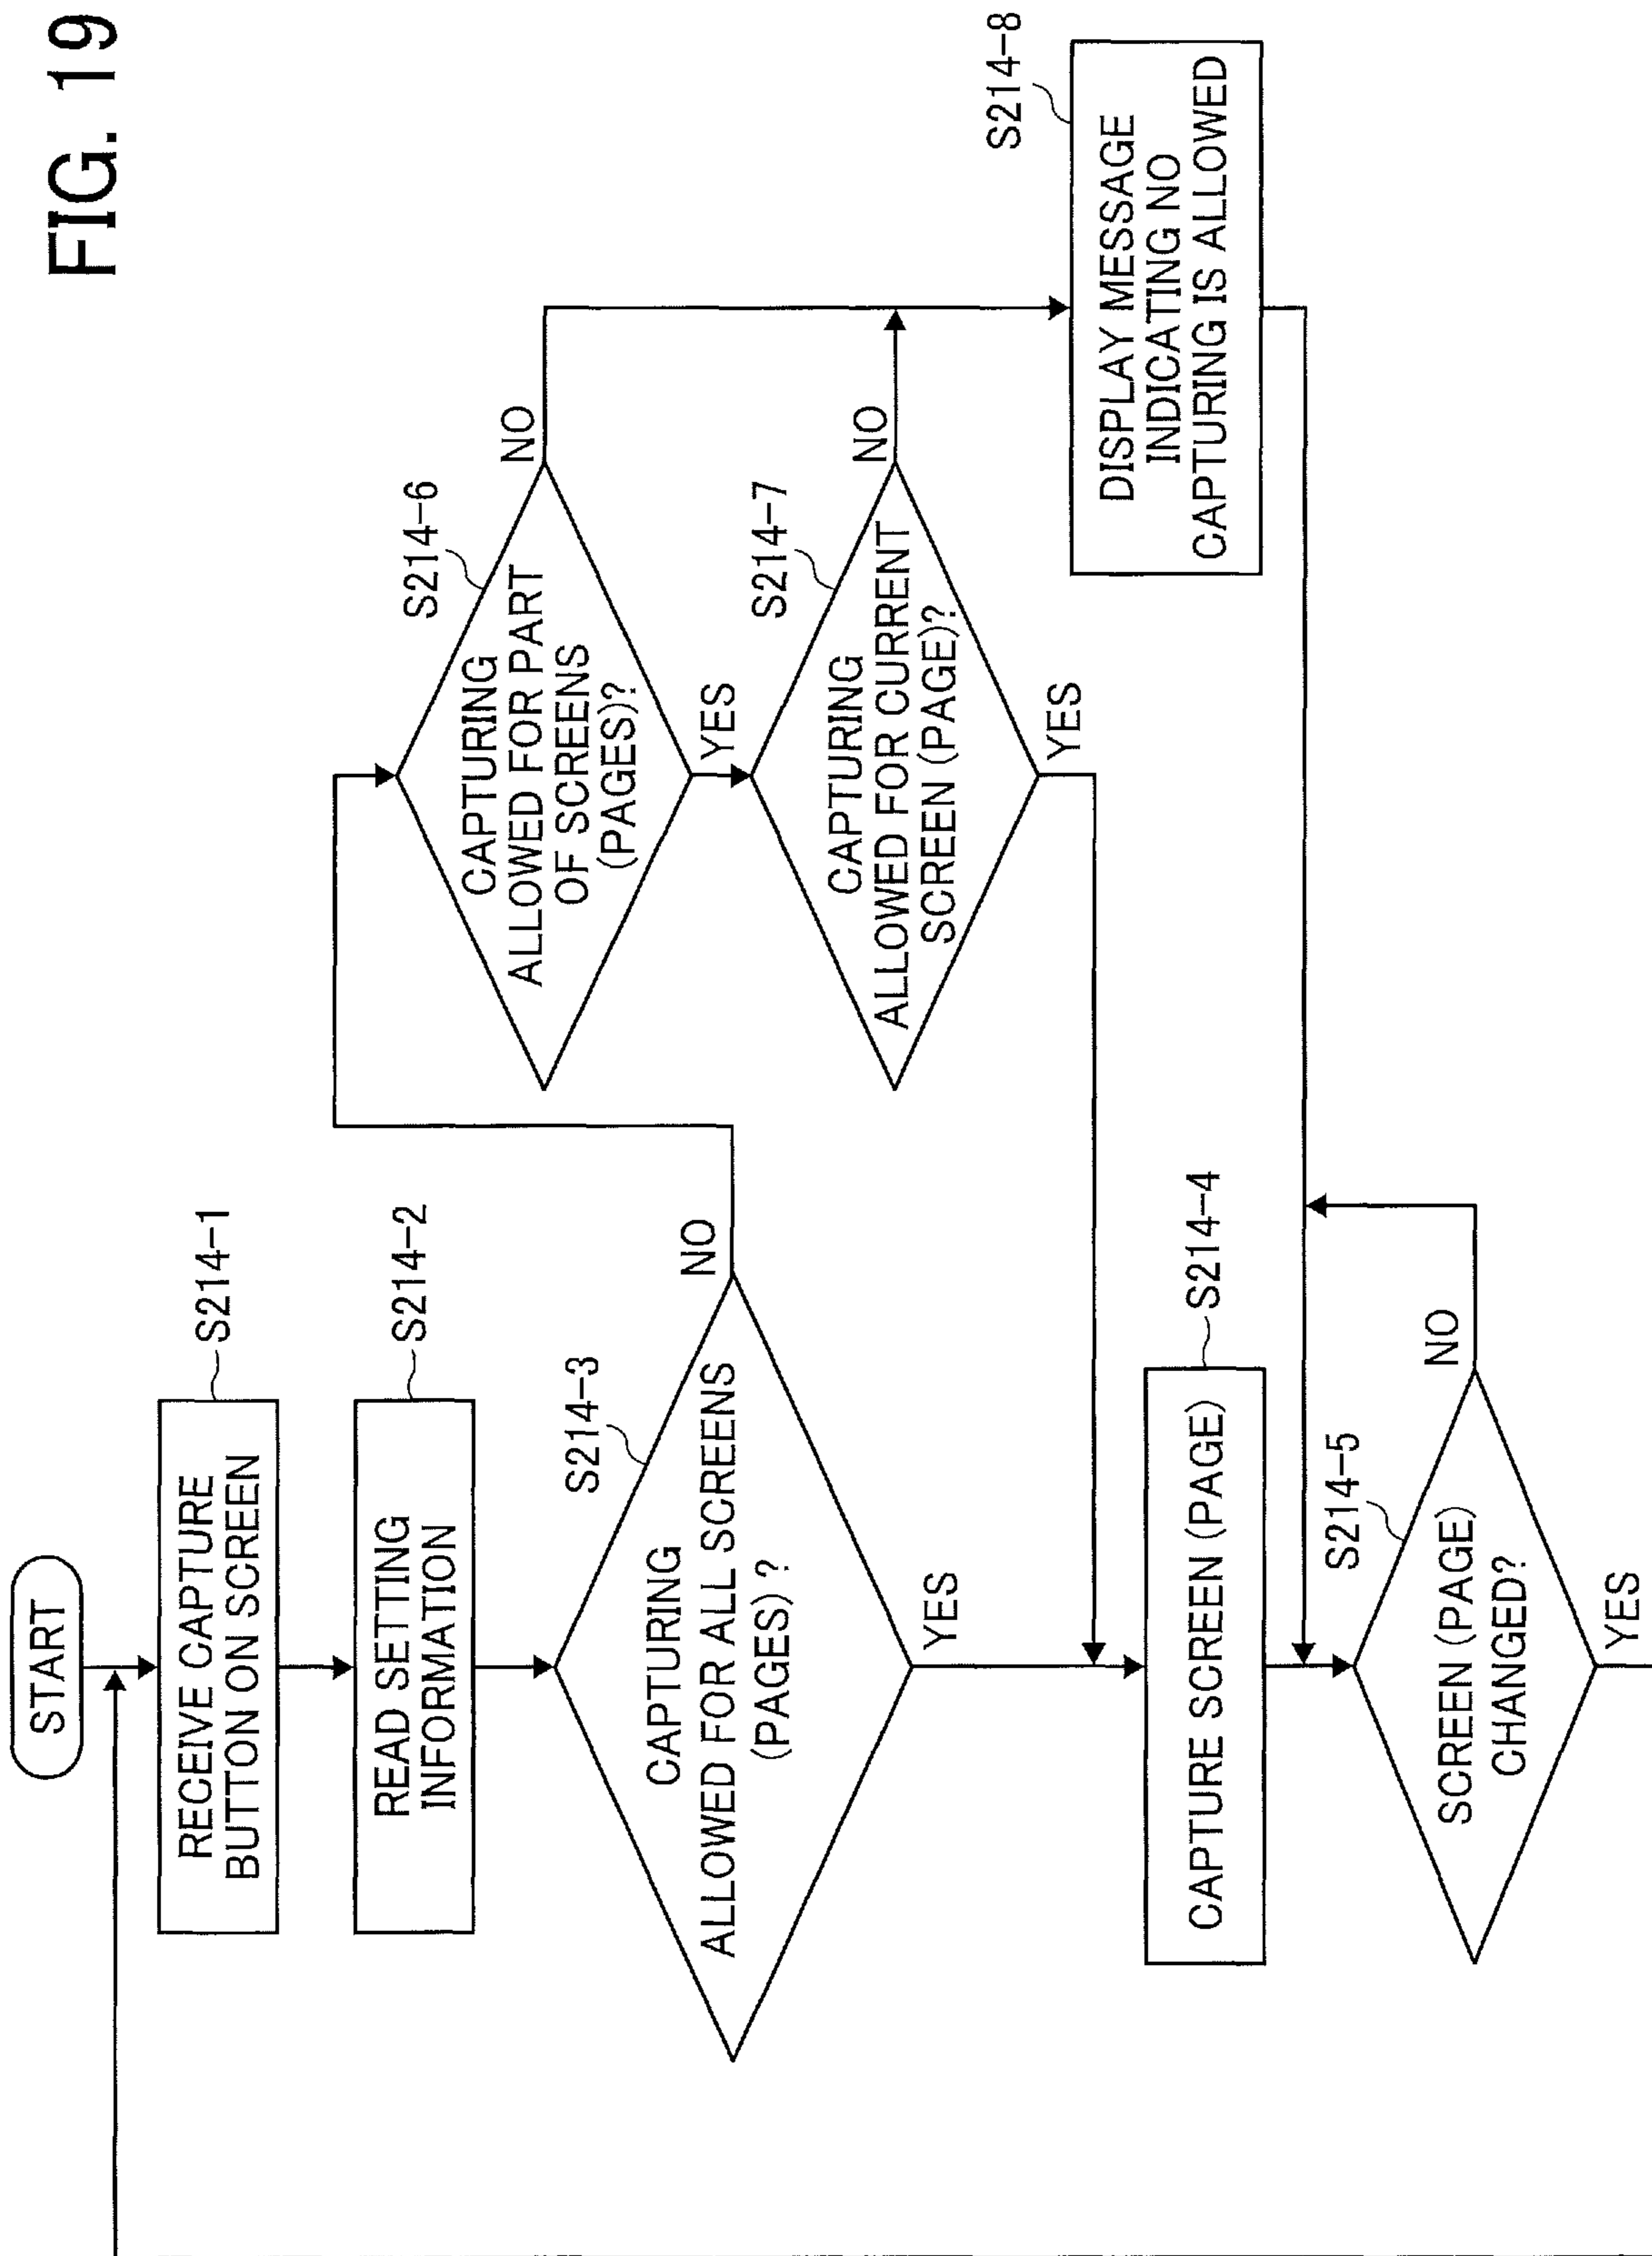 FIG. 19
START
RECEIVE CAPTURE
BUTTON ON SCREEN
S214-1
READ SETTING
INFORMATION
S214-2
CAPTURING
ALLOWED FOR ALL SCREENS
(PAGES) ?
S214-3
NO
YES
CAPTURING
ALLOWED FOR PART
OF SCREENS
(PAGES)?
S214-6
NO
YES
CAPTURING
ALLOWED FOR CURRENT
SCREEN (PAGE)?
S214-7
NO
YES
S214-8
DISPLAY MESSAGE
INDICATING NO
CAPTURING IS ALLOWED
CAPTURE SCREEN (PAGE)
S214-4
SCREEN (PAGE)
CHANGED?
S214-5
NO
YES